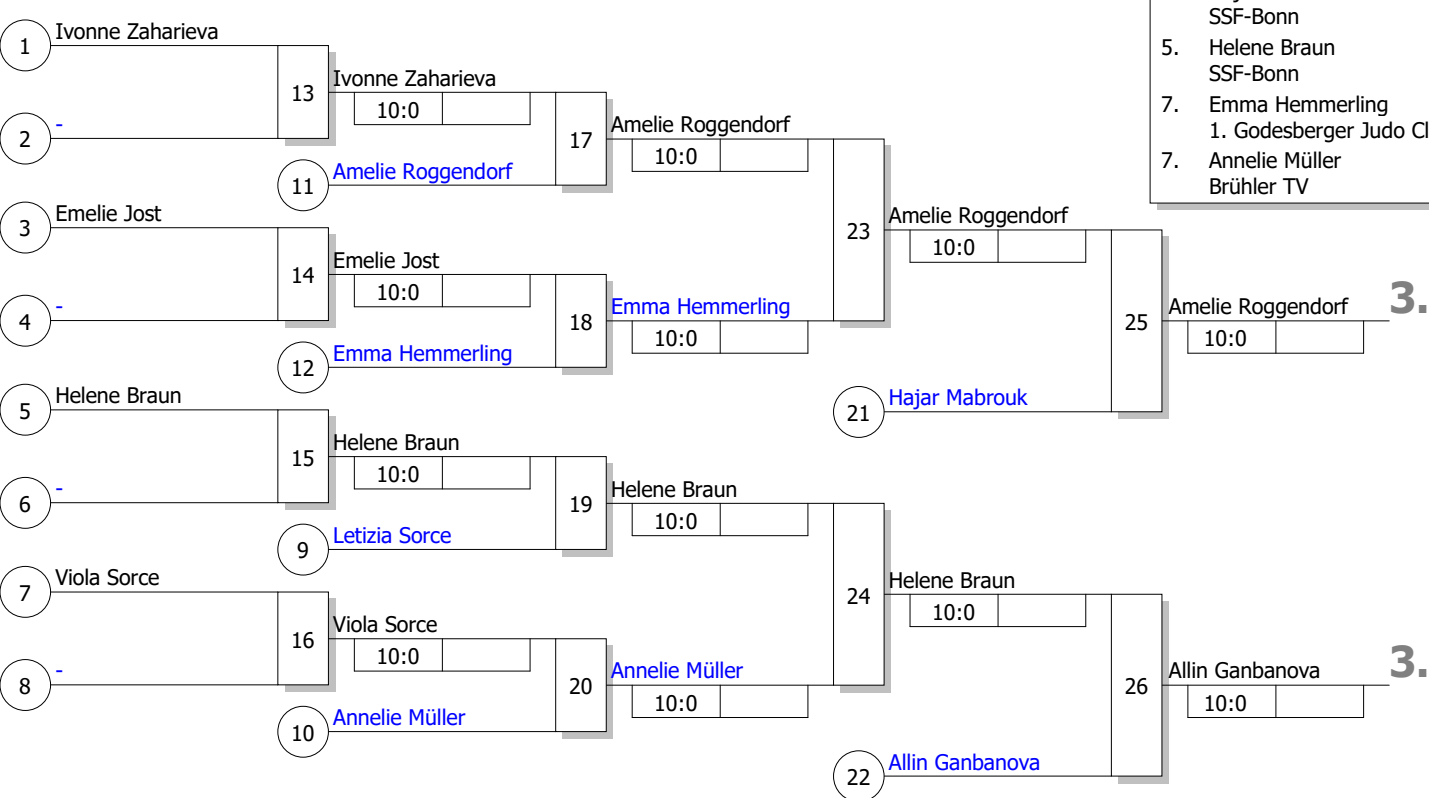 SSF-Bonn
5. Helene Braun
SSF-Bonn
7. Emma Hemmerling
1. Godesberger Judo Cl
7. Annelie Müller
Brühler TV
1 Ivonne Zaharieva
2 -
13 Ivonne Zaharieva
10:0
11 Amelie Roggendorf
17 Amelie Roggendorf
10:0
3 Emelie Jost
4 -
14 Emelie Jost
10:0
12 Emma Hemmerling
18 Emma Hemmerling
10:0
23 Amelie Roggendorf
10:0
21 Hajar Mabrouk
25 Amelie Roggendorf 3.
10:0
5 Helene Braun
6 -
15 Helene Braun
10:0
9 Letizia Sorce
19 Helene Braun
10:0
7 Viola Sorce
8 -
16 Viola Sorce
10:0
10 Annelie Müller
20 Annelie Müller
10:0
24 Helene Braun
10:0
22 Allin Ganbanova
26 Allin Ganbanova 3.
10:0